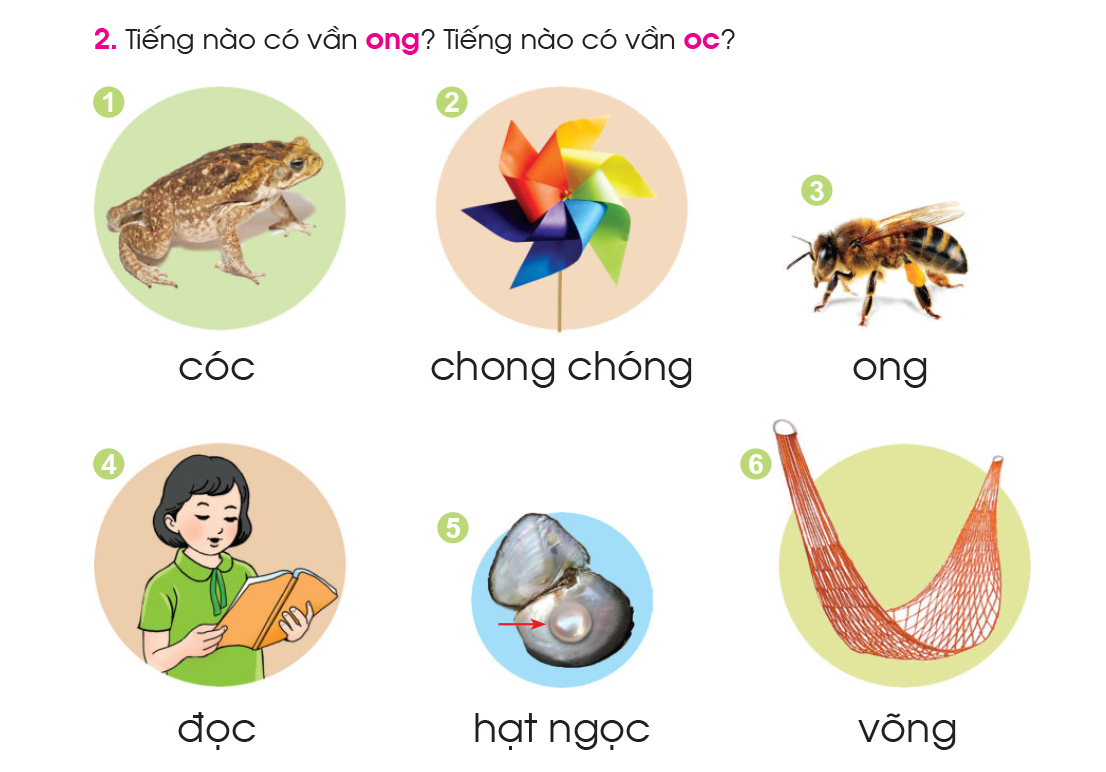 2. Tiếng nào có vần ong? Tiếng nào có vần oc?
1
2
3
cóc
chong chóng
ong
4
5
6
đọc
hạt ngọc
võng